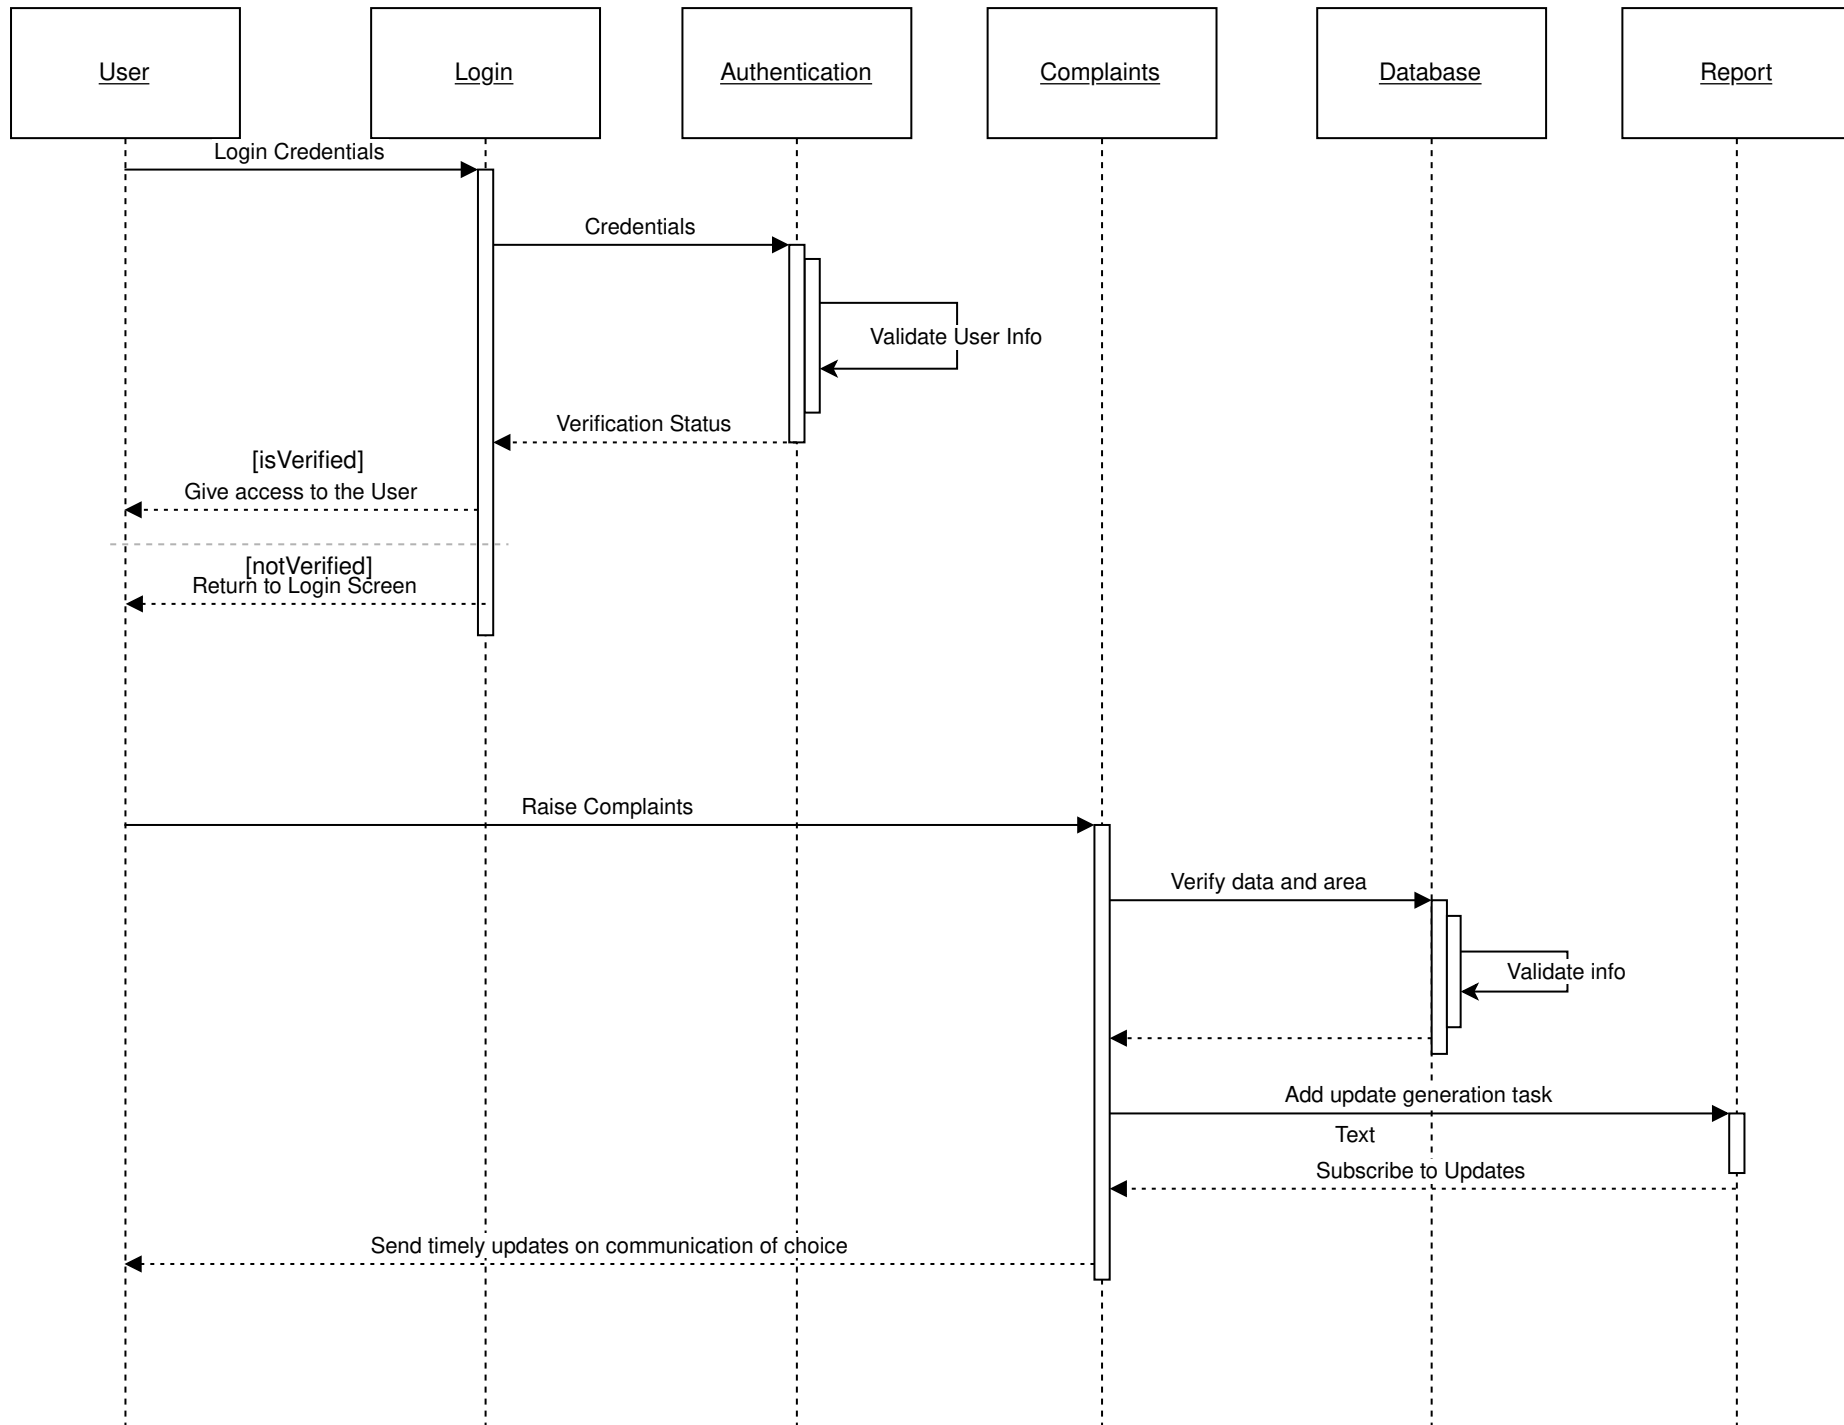 User
Login
Authentication
Complaints
Database
Report
Login Credentials
Credentials
Validate User Info
Verification Status
[isVerified]
Give access to the User
[notVerified]
Return to Login Screen
Raise Complaints
Verify data and area
Validate info
Add update generation task
Text
Subscribe to Updates
Send timely updates on communication of choice